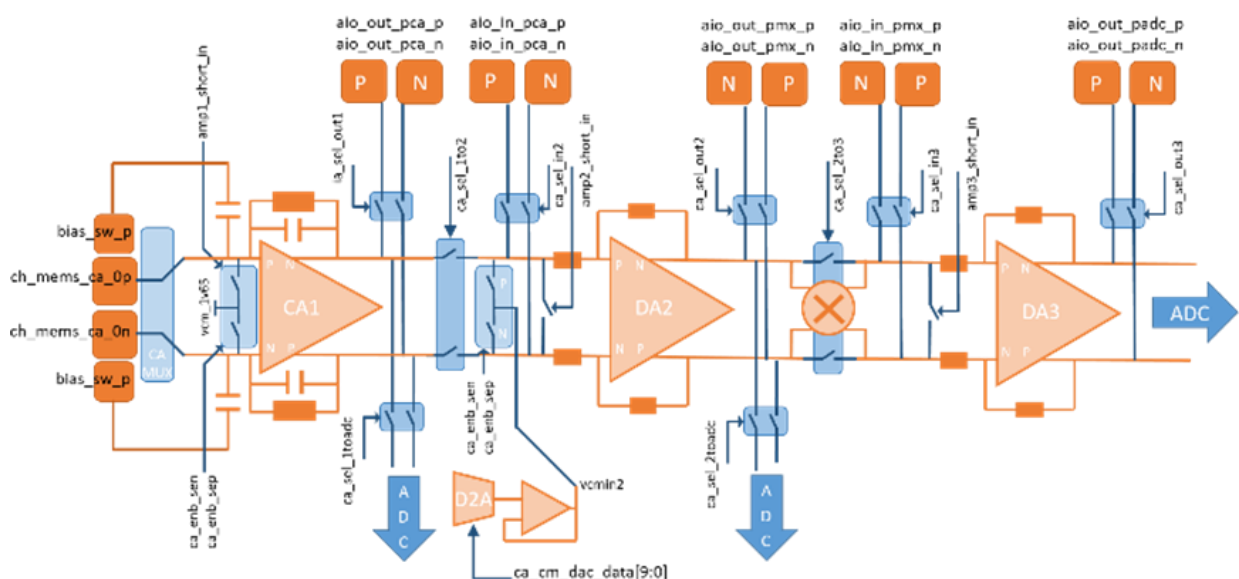 aio_out_pca_p
aio_out_pca_n
aio_in_pca_p
aio_in_pca_n
aio_out_pmx_p
aio_out_pmx_n
aio_in_pmx_p
aio_in_pmx_n
aio_out_padc_p
aio_out_padc_n
P
N
P
N
N
P
N
P
P
N
amp1_short_in
ia_sel_out1
ca_sel_1to2
ca_sel_in2
amp2_short_in
ca_sel_out2
ca_sel_2to3
ca_sel_in3
amp3_short_in
ca_sel_out3
bias_sw_p
ch_mems_ca_0p
ch_mems_ca_0n
bias_sw_p
CA
MUX
vcm_1v65
P N
CA1
N P
P
N
P N
DA2
N P
P N
DA3
N P
ADC
ca_enb_sen
ca_enb_sep
ca_sel_1toadc
ADC
ca_enb_sen
ca_enb_sep
D2A
vcmin2
ca_sel_2toadc
ADC
ca_cm_dac_data[9:0]